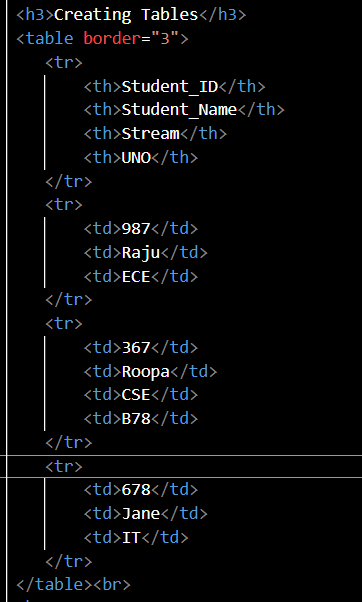 <h3>Creating Tables</h3>
<table border="3">
<tr>
<th>Student_ID</th>
<th>Student_Name</th>
<th>Stream</th>
<th>UNO</th>
</tr>
<tr>
<td>987</td>
<td>Raju</td>
<td>ECE</td>
</tr>
<tr>
<td>367</td>
<td>Roopa</td>
<td>CSE</td>
<td>B78</td>
</tr>
<tr>
<td>678</td>
<td>Jane</td>
<td>IT</td>
</tr>
</table><br>